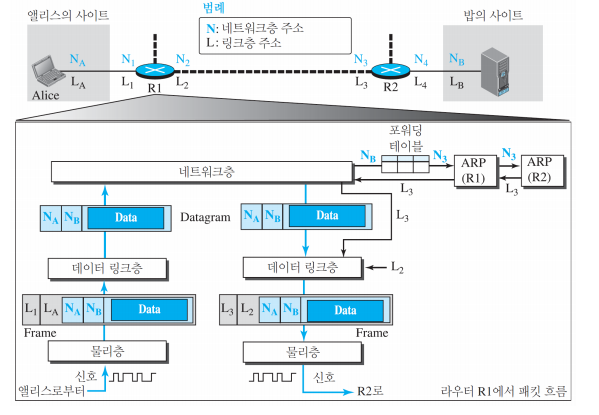 앨리스의 사이트
범례
N: 네트워크층 주소
L: 링크층 주소
밥의 사이트
N_A N_1 N_2 N_3 N_4 N_B
L_A L_1 L_2 L_3 L_4 L_B
Alice R1 R2
포워딩
테이블
N_B N_3 ARP (R1) N_3 ARP (R2)
L_3 L_3
네트워크층
L_3
N_A N_B Data Datagram N_A N_B Data
데이터 링크층 데이터 링크층 L_2
L_1 L_A N_A N_B Data L_3 L_2 N_A N_B Data
Frame Frame
물리층 물리층
신호 신호
앨리스로부터 R2로 라우터 R1에서 패킷 흐름